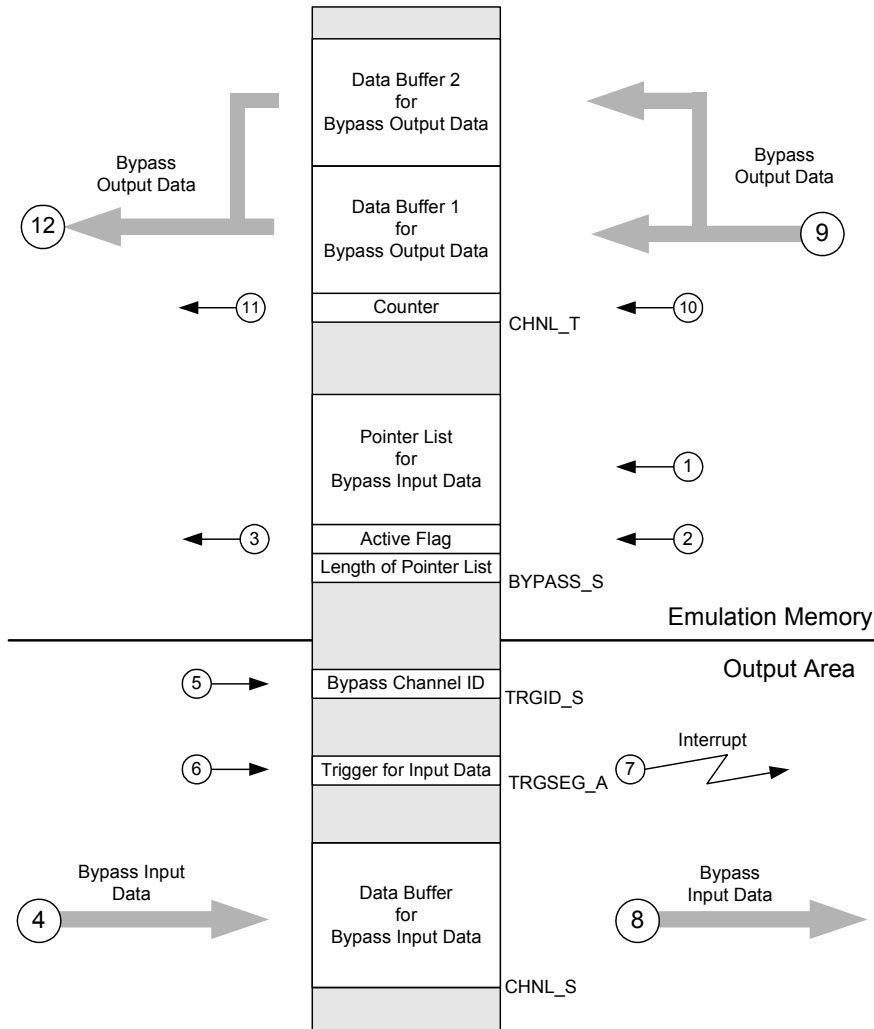 Data Buffer 2
for
Bypass Output Data
Bypass
Output Data
Bypass
Output Data
Data Buffer 1
for
Bypass Output Data
12
9
11
Counter
10
CHNL_T
Pointer List
for
Bypass Input Data
1
3
Active Flag
2
Length of Pointer List
BYPASS_S
Emulation Memory
Output Area
5
Bypass Channel ID
TRGID_S
Interrupt
6
Trigger for Input Data
7
TRGSEG_A
Bypass Input
Data
Bypass
Input Data
4
Data Buffer
for
Bypass Input Data
8
CHNL_S